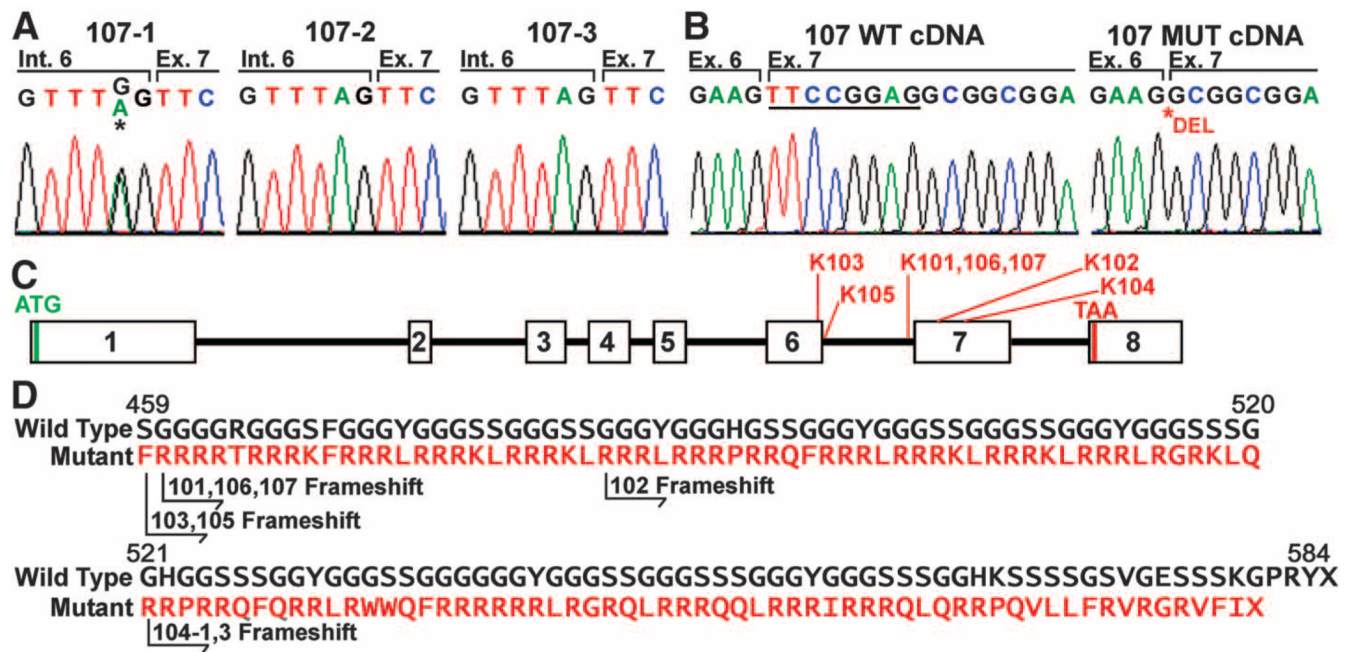 A 107-1 107-2 107-3 B 107 WT cDNA 107 MUT cDNA
Int. 6 Ex. 7 Int. 6 Ex. 7 Int. 6 Ex. 7 Ex. 6 Ex. 7 Ex. 6 Ex. 7
G
G T T T A G T T C G T T T A G T T C G T T T A G T T C GAAGTTCCGGAGGCGGCGGA GAAGGCGGCGGA
* *DEL
C K103 K101,106,107 K102
ATG K105 K104
TAA
1 2 3 4 5 6 7 8
D 459 520
Wild Type SGGGGRGGGSFGGGYGGGSSGGGSSGGGYGGGHGSSGGGYGGGSSGGGSSGGGYGGGSSSG
Mutant FRRRRTRRRKFRRRLRRRKLRRRKLRRRLRRRPRRQFRRRLRRRKLRRRKLRRRLRGRKLQ
101,106,107 Frameshift 102 Frameshift
103,105 Frameshift
521 584
Wild Type GHGGSSSGGYGGGSSGGGGGGYGGGSSGGGSSSGGGYGGGSSSGGHKSSSSGSVGESSSKGPRYX
Mutant RRPRRQFQRRLRWWQFRRRRRRRLRGRQLRRRQQLRRRIRRRQLQRRPQVLLFRVRGRVFIX
104-1,3 Frameshift